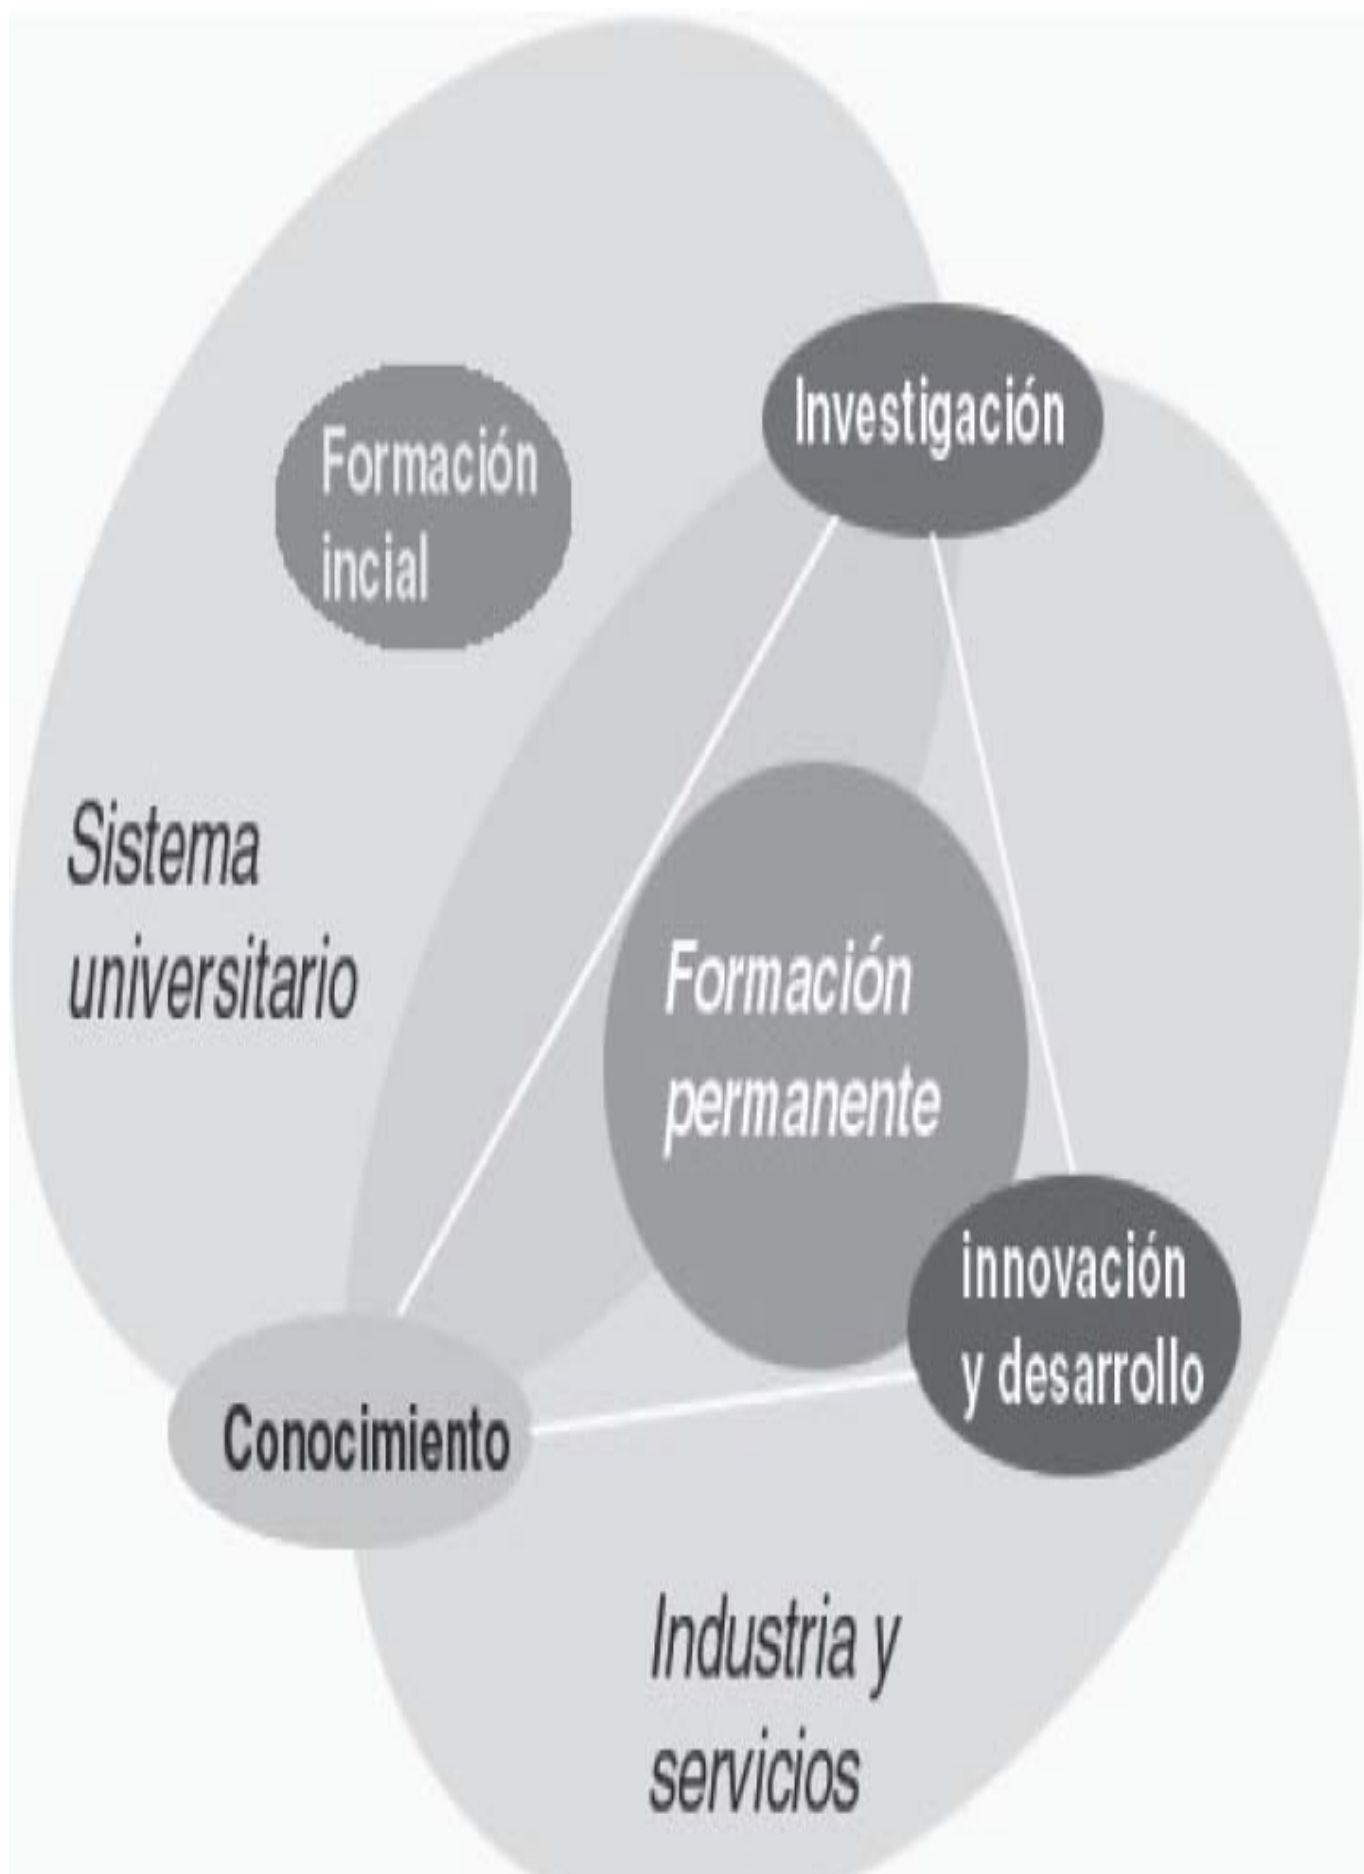 Investigación
Formación
incial
Sistema
universitario
Formación
permanente
innovación
y desarrollo
Conocimiento
Industria y
servicios